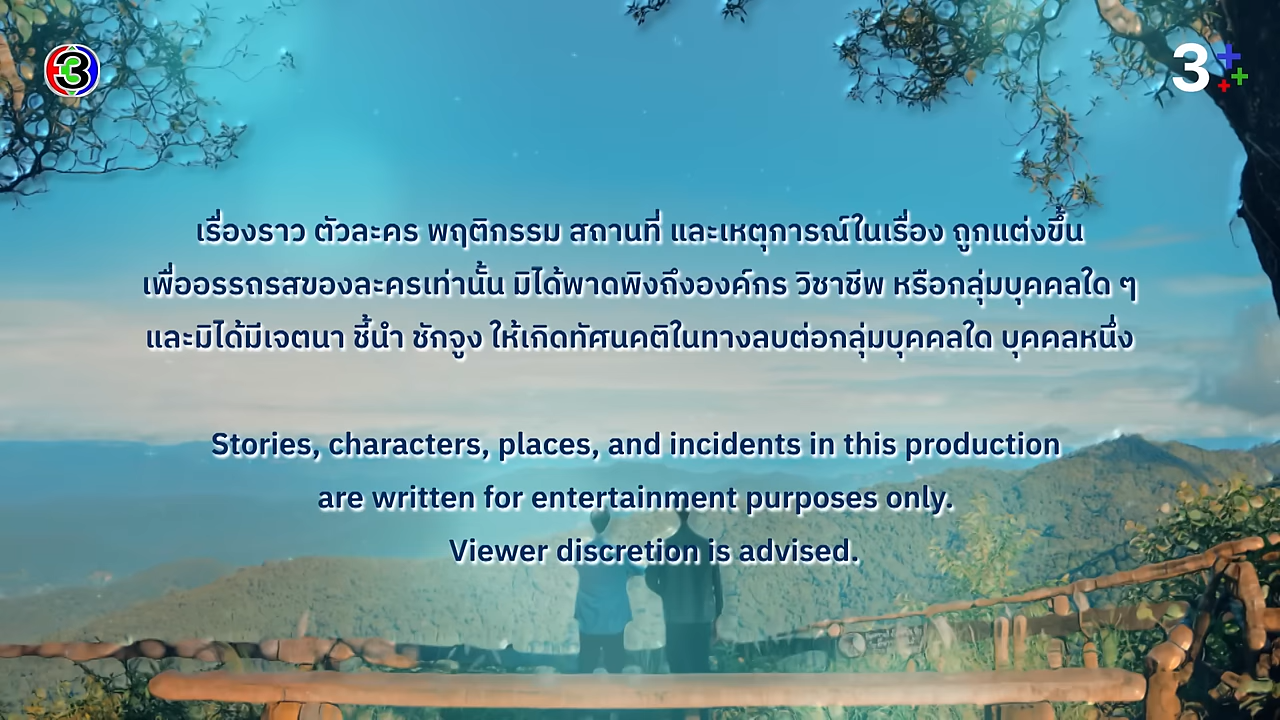 3
3+
เรื่องราว ตัวละคร พฤติกรรม สถานที่ และเหตุการณ์ในเรื่อง ถูกแต่งขึ้น
เพื่ออรรถรสของละครเท่านั้น มิได้พาดพิงถึงองค์กร วิชาชีพ หรือกลุ่มบุคคลใด ๆ
และมิได้มีเจตนา ชี้นำ ชักจูง ให้เกิดทัศนคติในทางลบต่อกลุ่มบุคคลใด บุคคลหนึ่ง
Stories, characters, places, and incidents in this production
are written for entertainment purposes only.
Viewer discretion is advised.